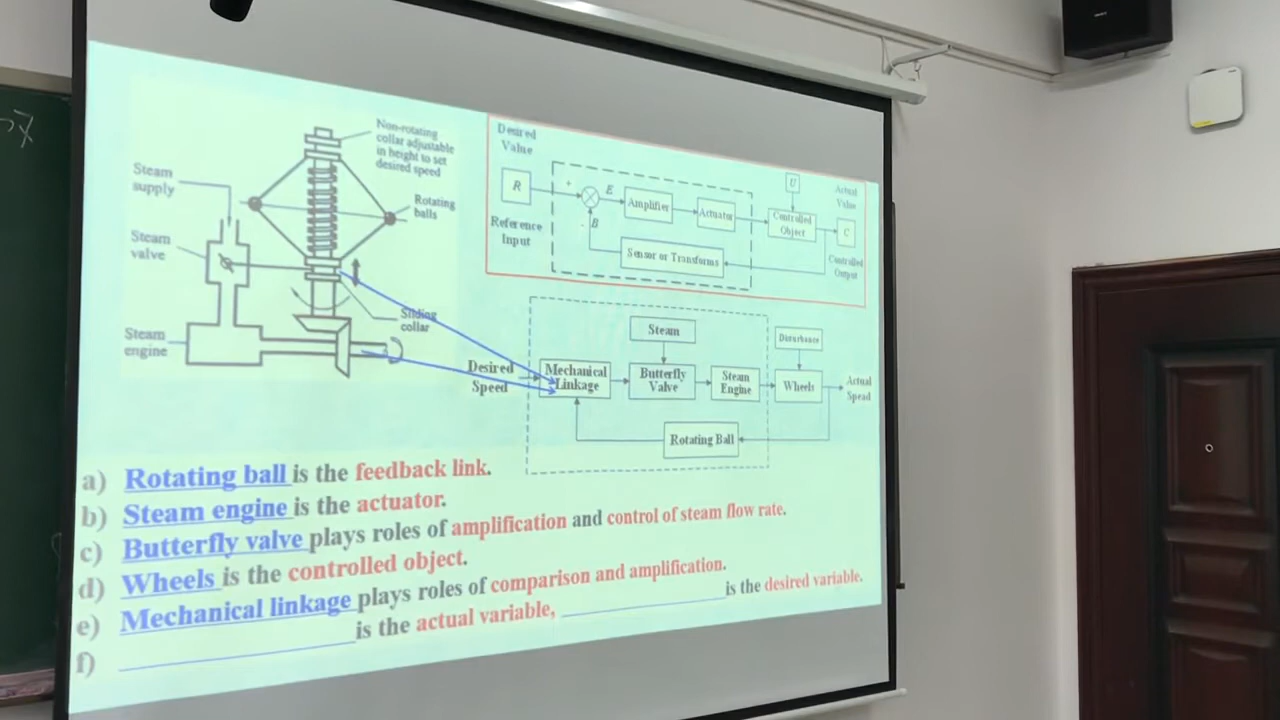 Non-rotating
collar adjustable
in height to set
desired speed
Steam
supply
Rotating
balls
Steam
valve
Sliding
collar
Steam
engine
Desired
Value
R
Reference
Input
+
E
B
Amplifier
Actuator
U
Controlled
Object
Actual
Value
C
Controlled
Output
Sensor or Transforms
Desired
Speed
Mechanical
Linkage
Steam
Butterfly
Valve
Steam
Engine
Disturbance
Wheels
Actual
Spead
Rotating Ball
a) Rotating ball is the feedback link.
b) Steam engine is the actuator.
c) Butterfly valve plays roles of amplification and control of steam flow rate.
d) Wheels is the controlled object.
e) Mechanical linkage plays roles of comparison and amplification.
f) ____________ is the actual variable, ____________ is the desired variable.